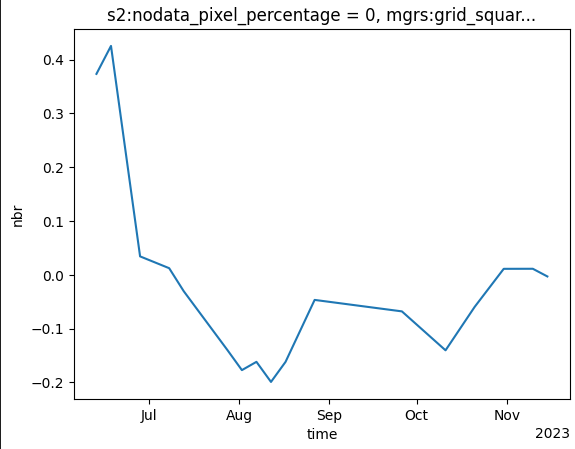 s2:nodata_pixel_percentage = 0, mgrs:grid_squar...
0.4
0.3
0.2
0.1
0.0
−0.1
−0.2
nbr
Jul Aug Sep Oct Nov
time
2023